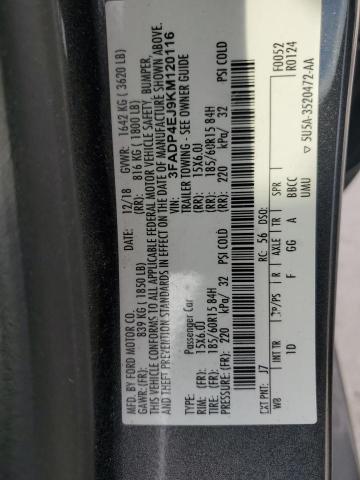 MFD. BY FORD MOTOR CO.
DATE: 12/18 GVWR: 1642 KG ( 3620 LB)
GAWR:(FR): 839 KG ( 1850 LB) (RR): 816 KG ( 1800 LB)
THIS VEHICLE CONFORMS TO ALL APPLICABLE FEDERAL MOTOR VEHICLE SAFETY, BUMPER,
AND THEFT PREVENTION STANDARDS IN EFFECT ON THE DATE OF MANUFACTURE SHOWN ABOVE.
VIN: 3FADP4EJ9KM120116
Passenger Car TRAILER TOWING - SEE OWNER GUIDE
RIM: (FR): 15X6.0J (RR): 15X6.0J
TIRE: (FR): 185/60R15 84H (RR): 185/60R15 84H
PRESSURE:(FR): 220 kPa/ 32 (RR): 220 kPa/ 32 PSI COLD
PSI COLD
F0052
R0124
EXT PNT: J7 RC: 56 DSO:
WB INT TR TP/PS R AXLE TR SPR
1D F GG A BBCC
UMU
▽ 5U5A-3520472-AA